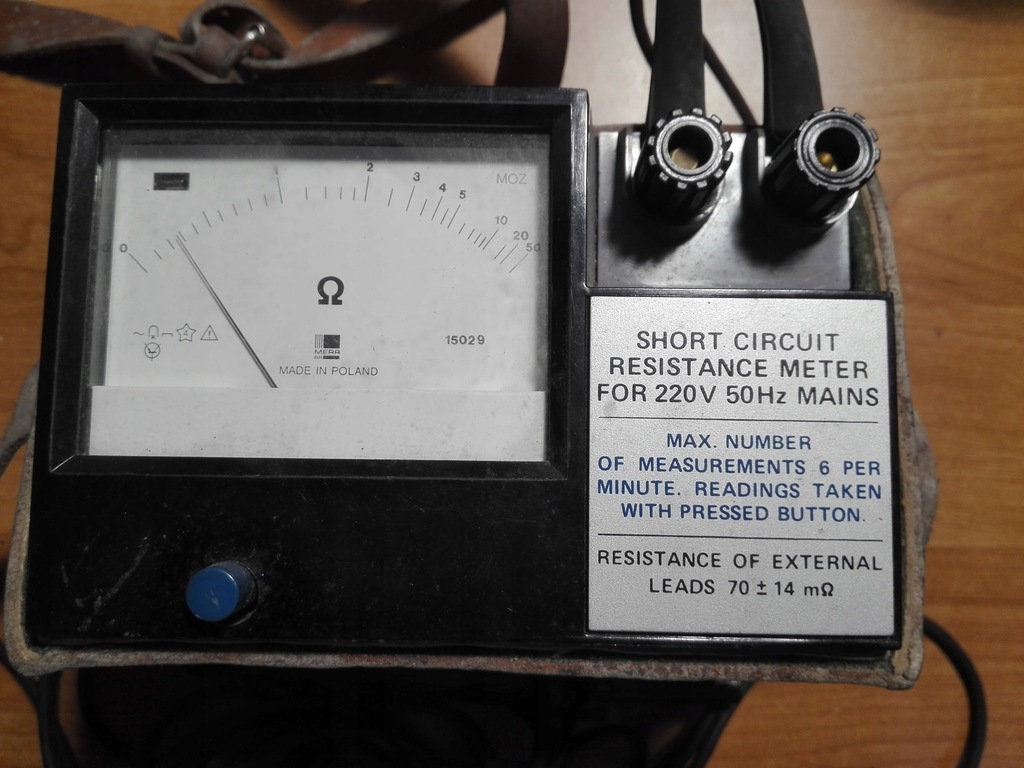 0 1 2 3 4 5 10 20 50
MOZ
Ω
4
MERA
15029
MADE IN POLAND
SHORT CIRCUIT
RESISTANCE METER
FOR 220V 50Hz MAINS
MAX. NUMBER
OF MEASUREMENTS 6 PER
MINUTE. READINGS TAKEN
WITH PRESSED BUTTON.
RESISTANCE OF EXTERNAL
LEADS 70 ± 14 mΩ